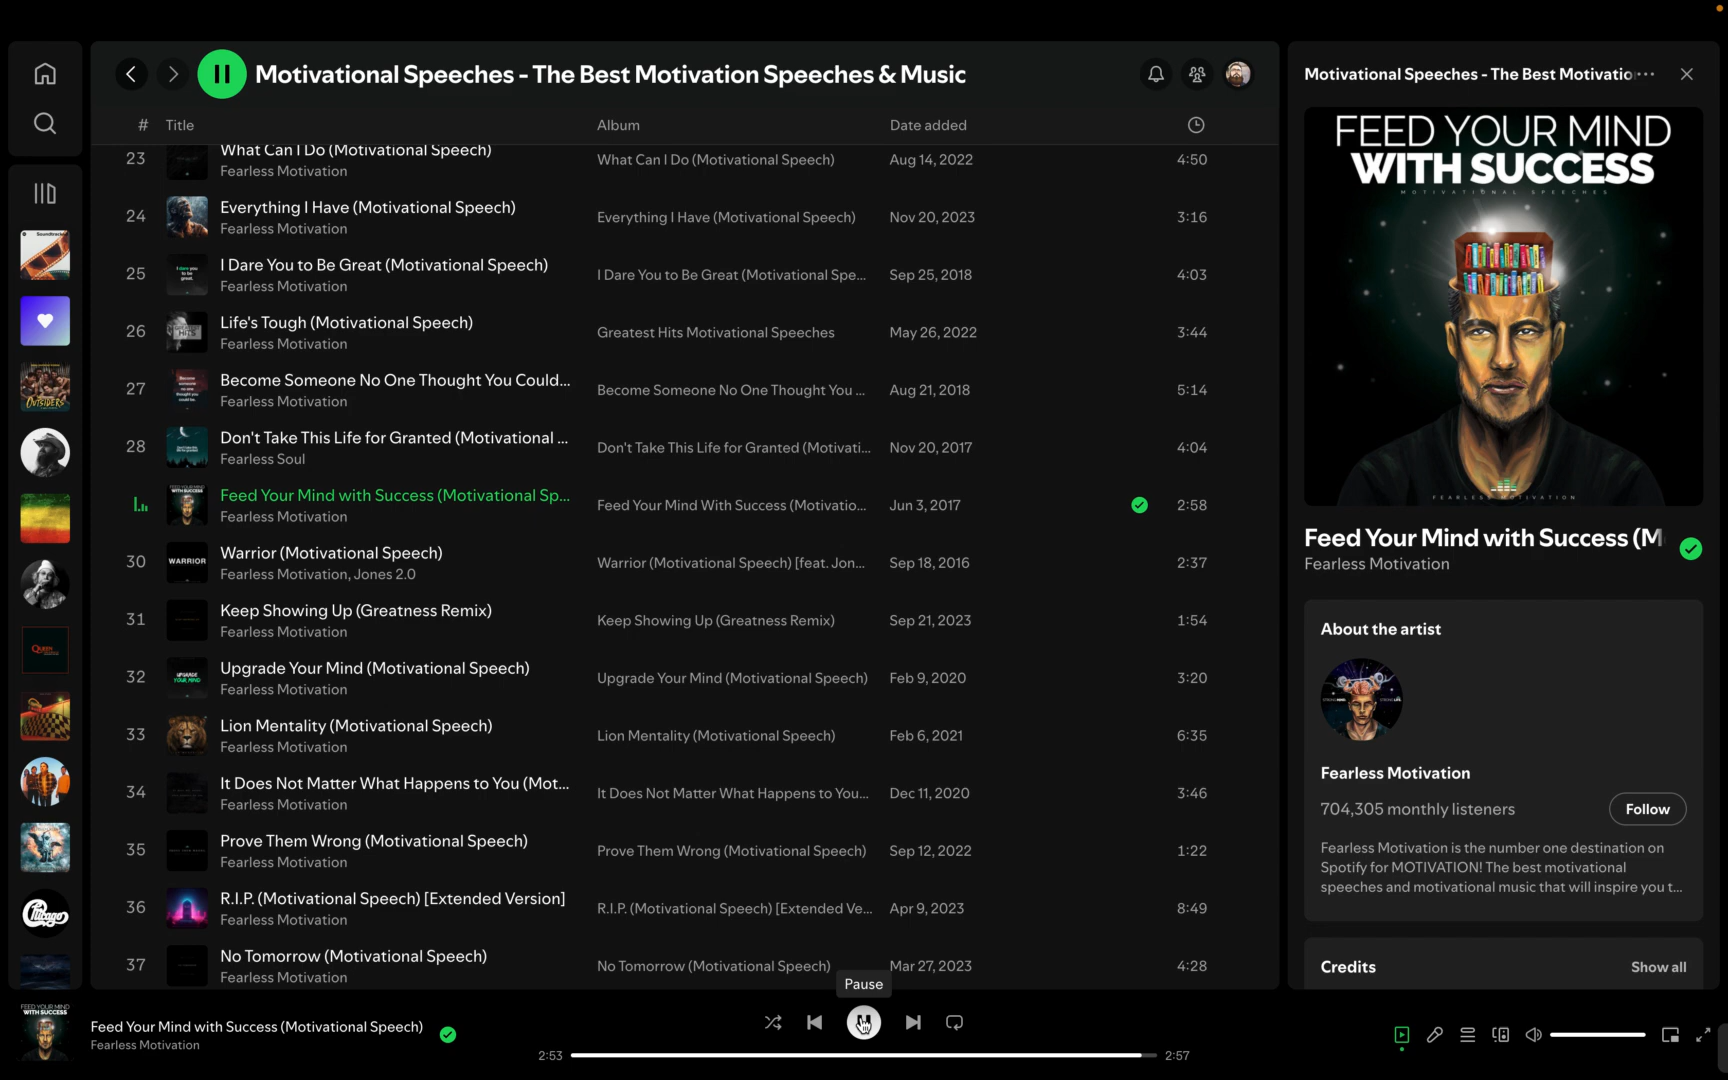 Motivational Speeches - The Best Motivation Speeches & Music
# Title Album Date added
23 What Can I Do (Motivational Speech) What Can I Do (Motivational Speech) Aug 14, 2022 4:50
Fearless Motivation
24 Everything I Have (Motivational Speech) Everything I Have (Motivational Speech) Nov 20, 2023 3:16
Fearless Motivation
25 I Dare You to Be Great (Motivational Speech) I Dare You to Be Great (Motivational Spe... Sep 25, 2018 4:03
Fearless Motivation
26 Life's Tough (Motivational Speech) Greatest Hits Motivational Speeches May 26, 2022 3:44
Fearless Motivation
27 Become Someone No One Thought You Could... Become Someone No One Thought You ... Aug 21, 2018 5:14
Fearless Motivation
28 Don't Take This Life for Granted (Motivational ... Don't Take This Life for Granted (Motivati... Nov 20, 2017 4:04
Fearless Soul
Feed Your Mind with Success (Motivational Sp... Feed Your Mind With Success (Motivatio... Jun 3, 2017 2:58
Fearless Motivation
30 Warrior (Motivational Speech) Warrior (Motivational Speech) [feat. Jon... Sep 18, 2016 2:37
WARRIOR
Fearless Motivation, Jones 2.0
31 Keep Showing Up (Greatness Remix) Keep Showing Up (Greatness Remix) Sep 21, 2023 1:54
Fearless Motivation
32 Upgrade Your Mind (Motivational Speech) Upgrade Your Mind (Motivational Speech) Feb 9, 2020 3:20
UPGRADE
YOUR MIND
Fearless Motivation
33 Lion Mentality (Motivational Speech) Lion Mentality (Motivational Speech) Feb 6, 2021 6:35
Fearless Motivation
34 It Does Not Matter What Happens to You (Mot... It Does Not Matter What Happens to You... Dec 11, 2020 3:46
Fearless Motivation
35 Prove Them Wrong (Motivational Speech) Prove Them Wrong (Motivational Speech) Sep 12, 2022 1:22
Fearless Motivation
36 R.I.P. (Motivational Speech) [Extended Version] R.I.P. (Motivational Speech) [Extended Ve... Apr 9, 2023 8:49
Fearless Motivation
37 No Tomorrow (Motivational Speech) No Tomorrow (Motivational Speech) Mar 27, 2023 4:28
Fearless Motivation
Motivational Speeches - The Best Motivatio
FEED YOUR MIND
WITH SUCCESS
MOTIVATIONAL SPEECHES
FEARLESS MOTIVATION
Feed Your Mind with Success (M
Fearless Motivation
About the artist
Fearless Motivation
704,305 monthly listeners Follow
Fearless Motivation is the number one destination on
Spotify for MOTIVATION! The best motivational
speeches and motivational music that will inspire you t...
Credits Show all
Soundtrack
OUTSIDERS
QUEEN
Chicago
FEED YOUR MIND
WITH SUCCESS
Feed Your Mind with Success (Motivational Speech)
Fearless Motivation
Pause
2:53 2:57